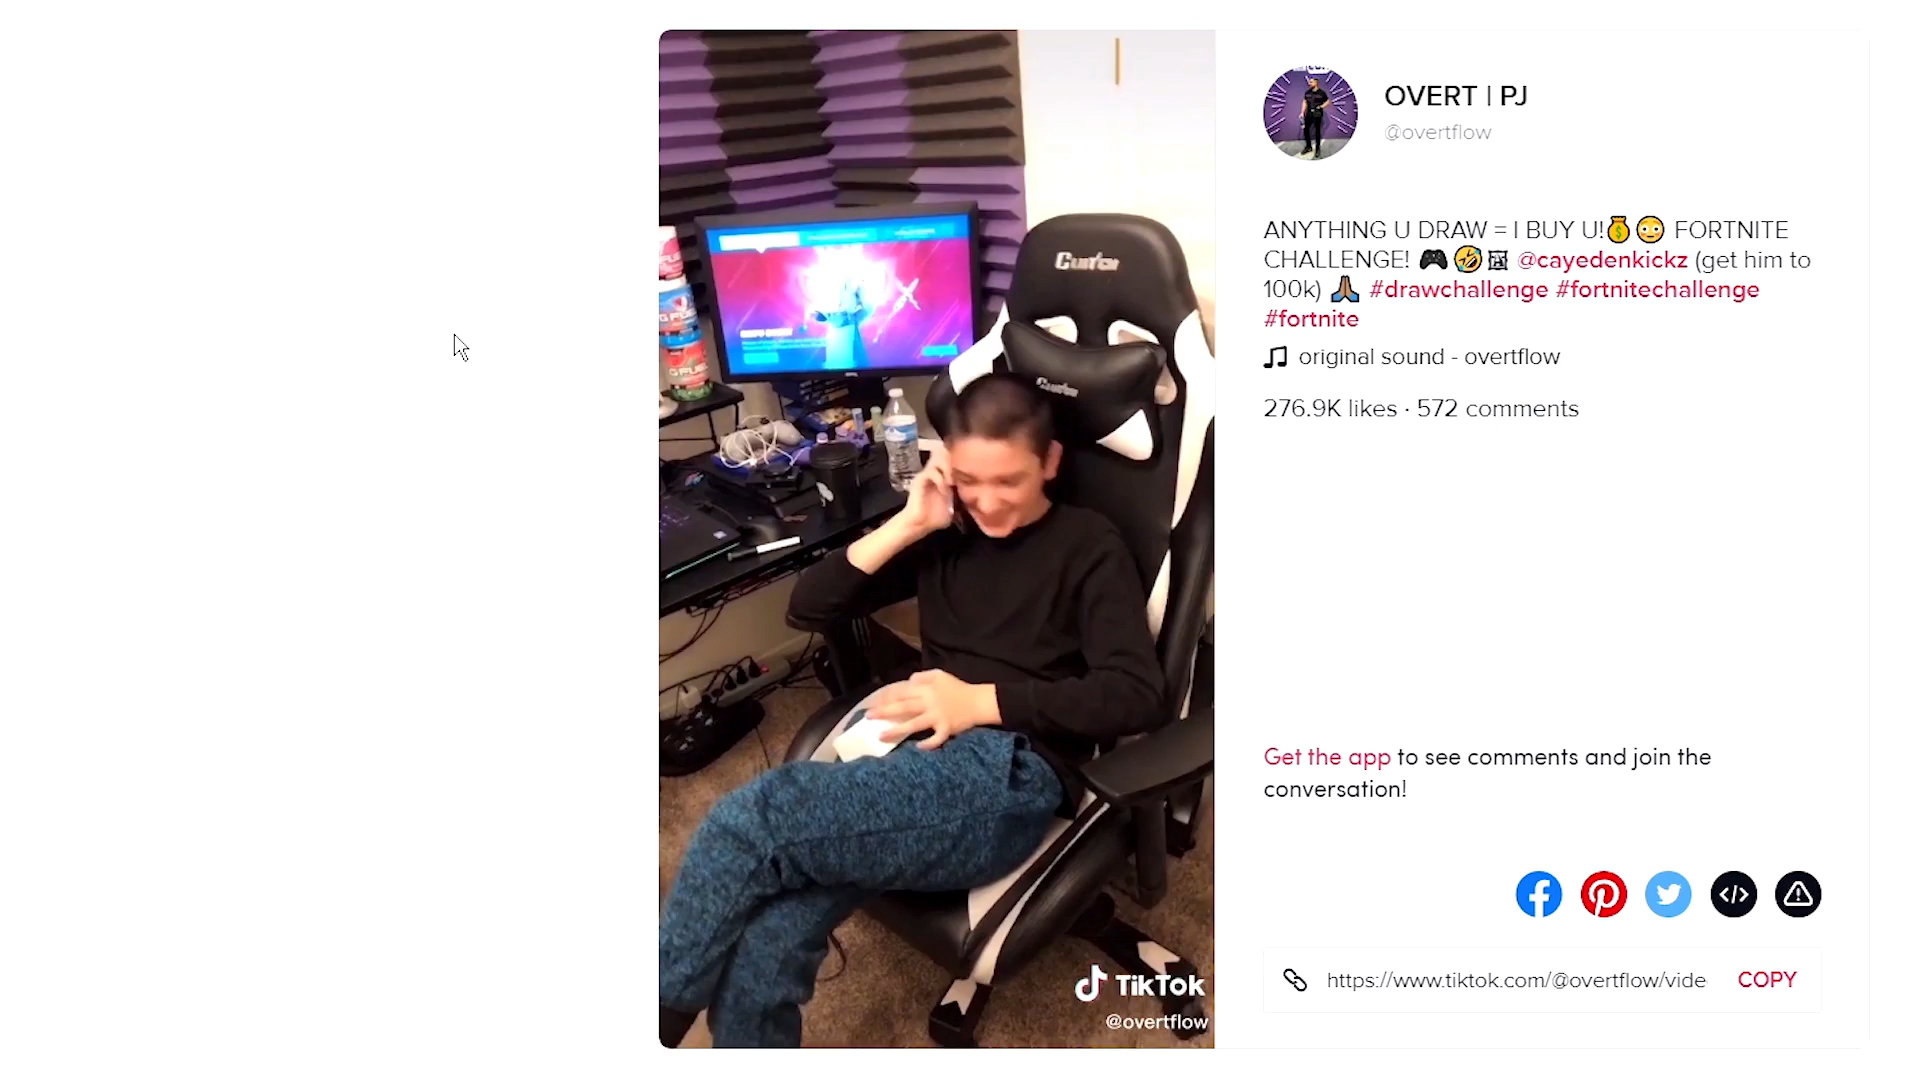 OVERT | PJ
@overtflow
ANYTHING U DRAW = I BUY U!💰😳 FORTNITE
CHALLENGE! 🎮🤣🖼 @cayedenkickz (get him to
100k) 🙏🏽 #drawchallenge #fortnitechallenge
#fortnite
original sound - overtflow
276.9K likes · 572 comments
Get the app to see comments and join the
conversation!
https://www.tiktok.com/@overtflow/vide
COPY
G FUEL
TikTok
@overtflow